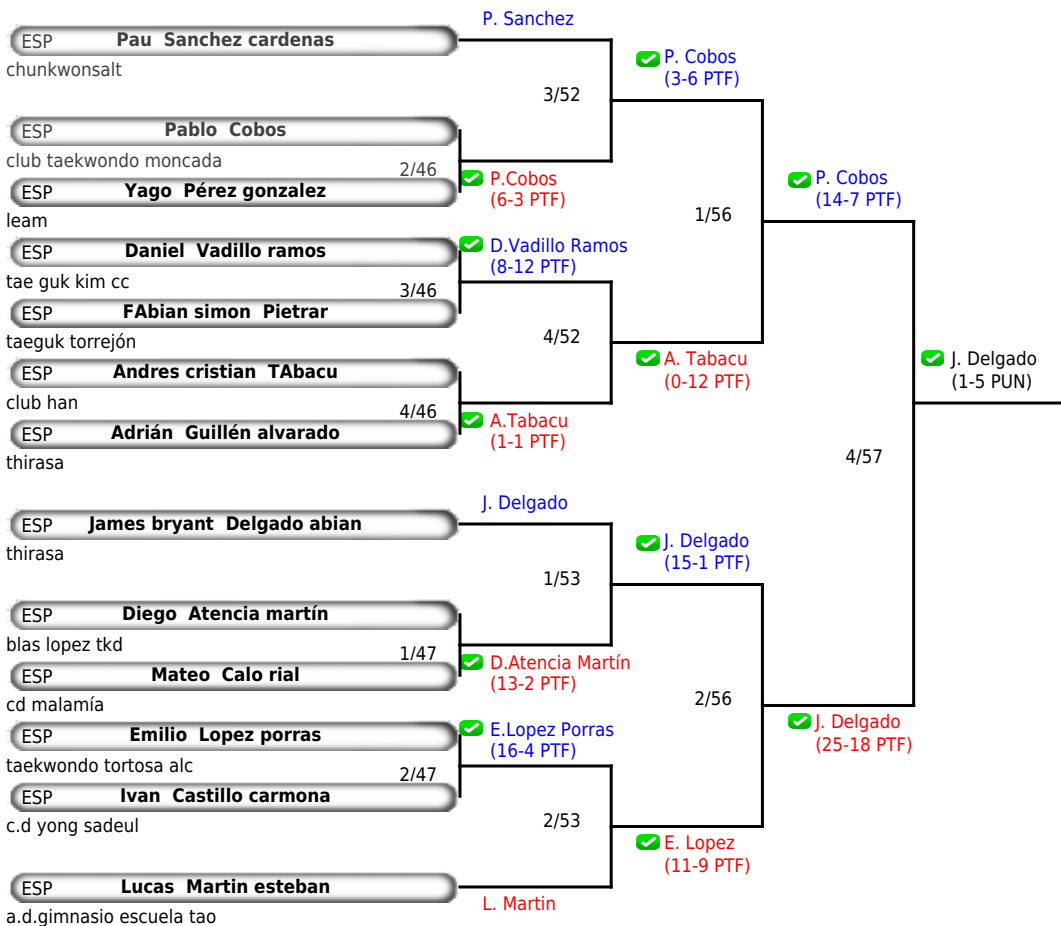 P. Sanchez
ESP Pau Sanchez cardenas
chunkwonsalt
P. Cobos
(3-6 PTF)
3/52
ESP Pablo Cobos
club taekwondo moncada
2/46
P.Cobos
(6-3 PTF)
ESP Yago Pérez gonzalez
leam
P. Cobos
(14-7 PTF)
1/56
ESP Daniel Vadillo ramos
tae guk kim cc
D.Vadillo Ramos
(8-12 PTF)
3/46
ESP FAbian simon Pietrar
taeguk torrejón
4/52
A. Tabacu
(0-12 PTF)
ESP Andres cristian TAbacu
club han
4/46
A.Tabacu
(1-1 PTF)
ESP Adrián Guillén alvarado
thirasa
J. Delgado
(1-5 PUN)
4/57
J. Delgado
ESP James bryant Delgado abian
thirasa
J. Delgado
(15-1 PTF)
1/53
ESP Diego Atencia martín
blas lopez tkd
1/47
D.Atencia Martín
(13-2 PTF)
ESP Mateo Calo rial
cd malamía
2/56
J. Delgado
(25-18 PTF)
ESP Emilio Lopez porras
taekwondo tortosa alc
E.Lopez Porras
(16-4 PTF)
2/47
ESP Ivan Castillo carmona
c.d yong sadeul
2/53
E. Lopez
(11-9 PTF)
ESP Lucas Martin esteban
a.d.gimnasio escuela tao
L. Martin